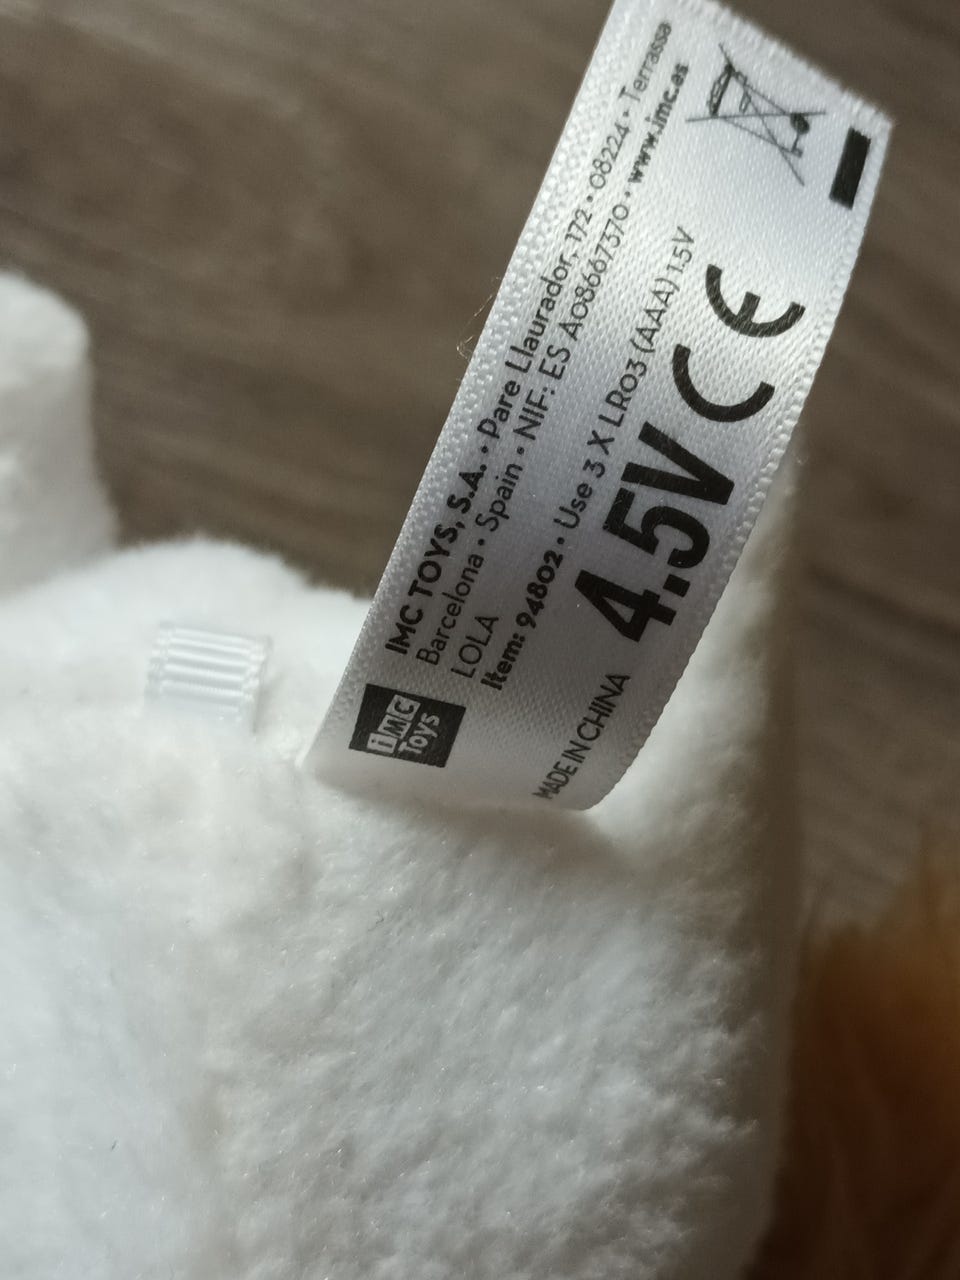 iMC
Toys
IMC TOYS, S.A. • Pare Llaurador, 172 • 08224 • Terrassa
Barcelona • Spain • NIF: ES A08667370 • www.imc.es
LOLA
Item: 94802 • Use 3 X LR03 (AAA) 1.5V
4.5V CE
MADE IN CHINA